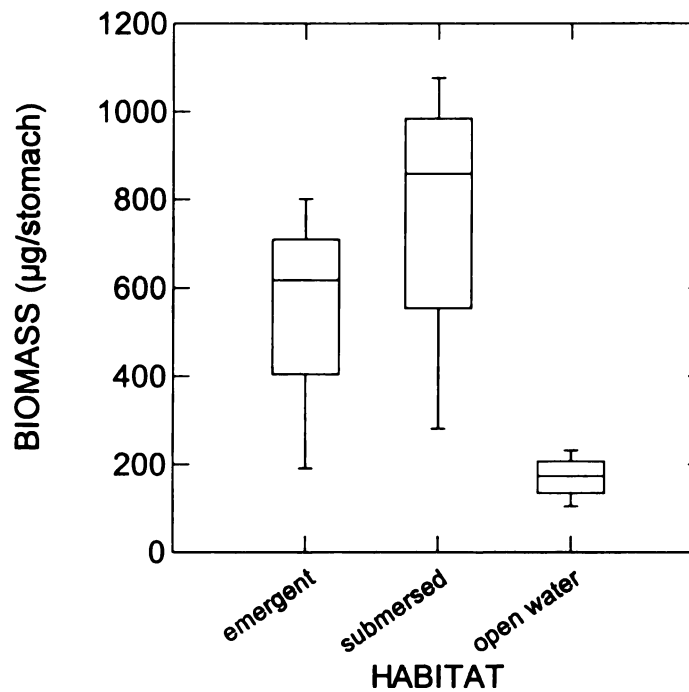 1200
1000
800
600
400
200
0
BIOMASS (µg/stomach)
emergent
submersed
open water
HABITAT